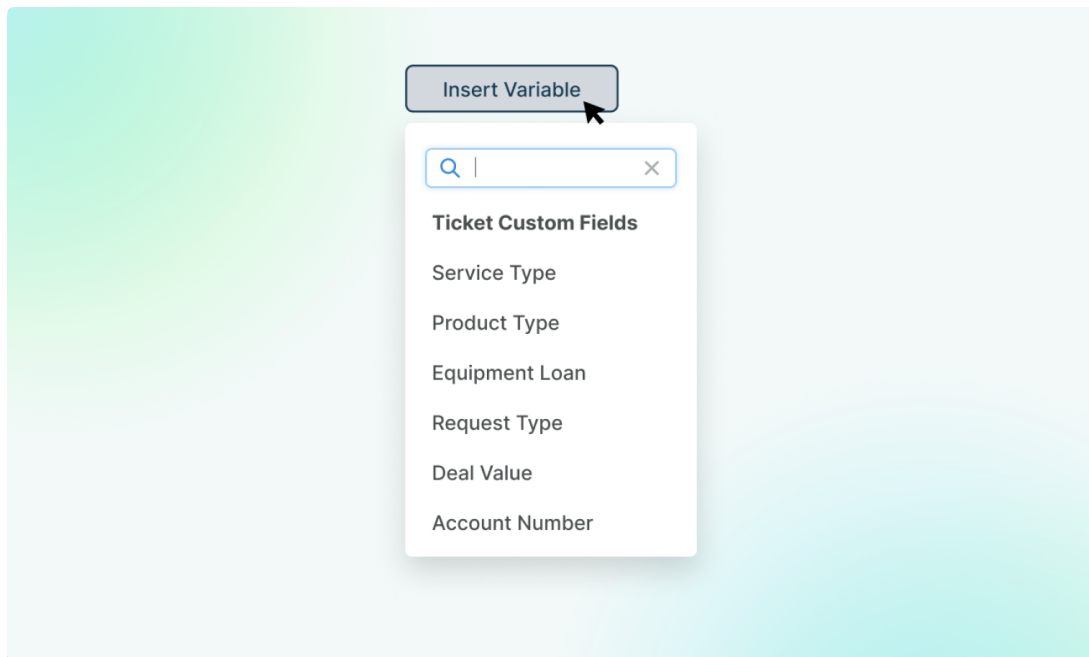 Insert Variable
Ticket Custom Fields
Service Type
Product Type
Equipment Loan
Request Type
Deal Value
Account Number